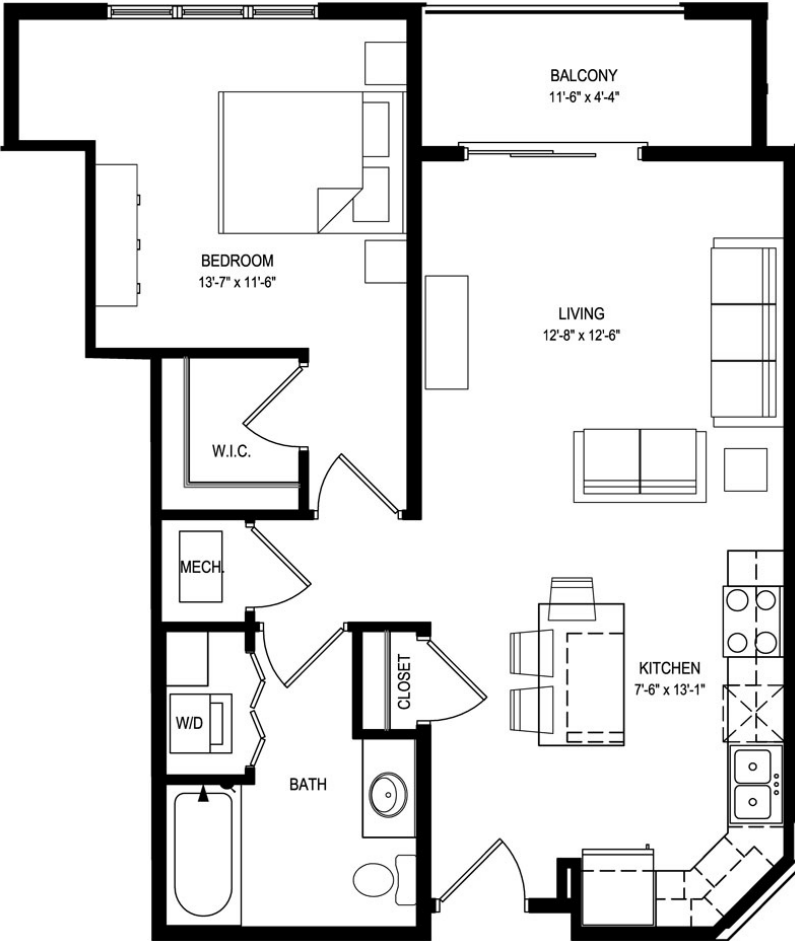 BALCONY
11'-6" x 4'-4"
BEDROOM
13'-7" x 11'-6"
LIVING
12'-8" x 12'-6"
W.I.C.
MECH.
CLOSET
KITCHEN
7'-6" x 13'-1"
W/D
BATH